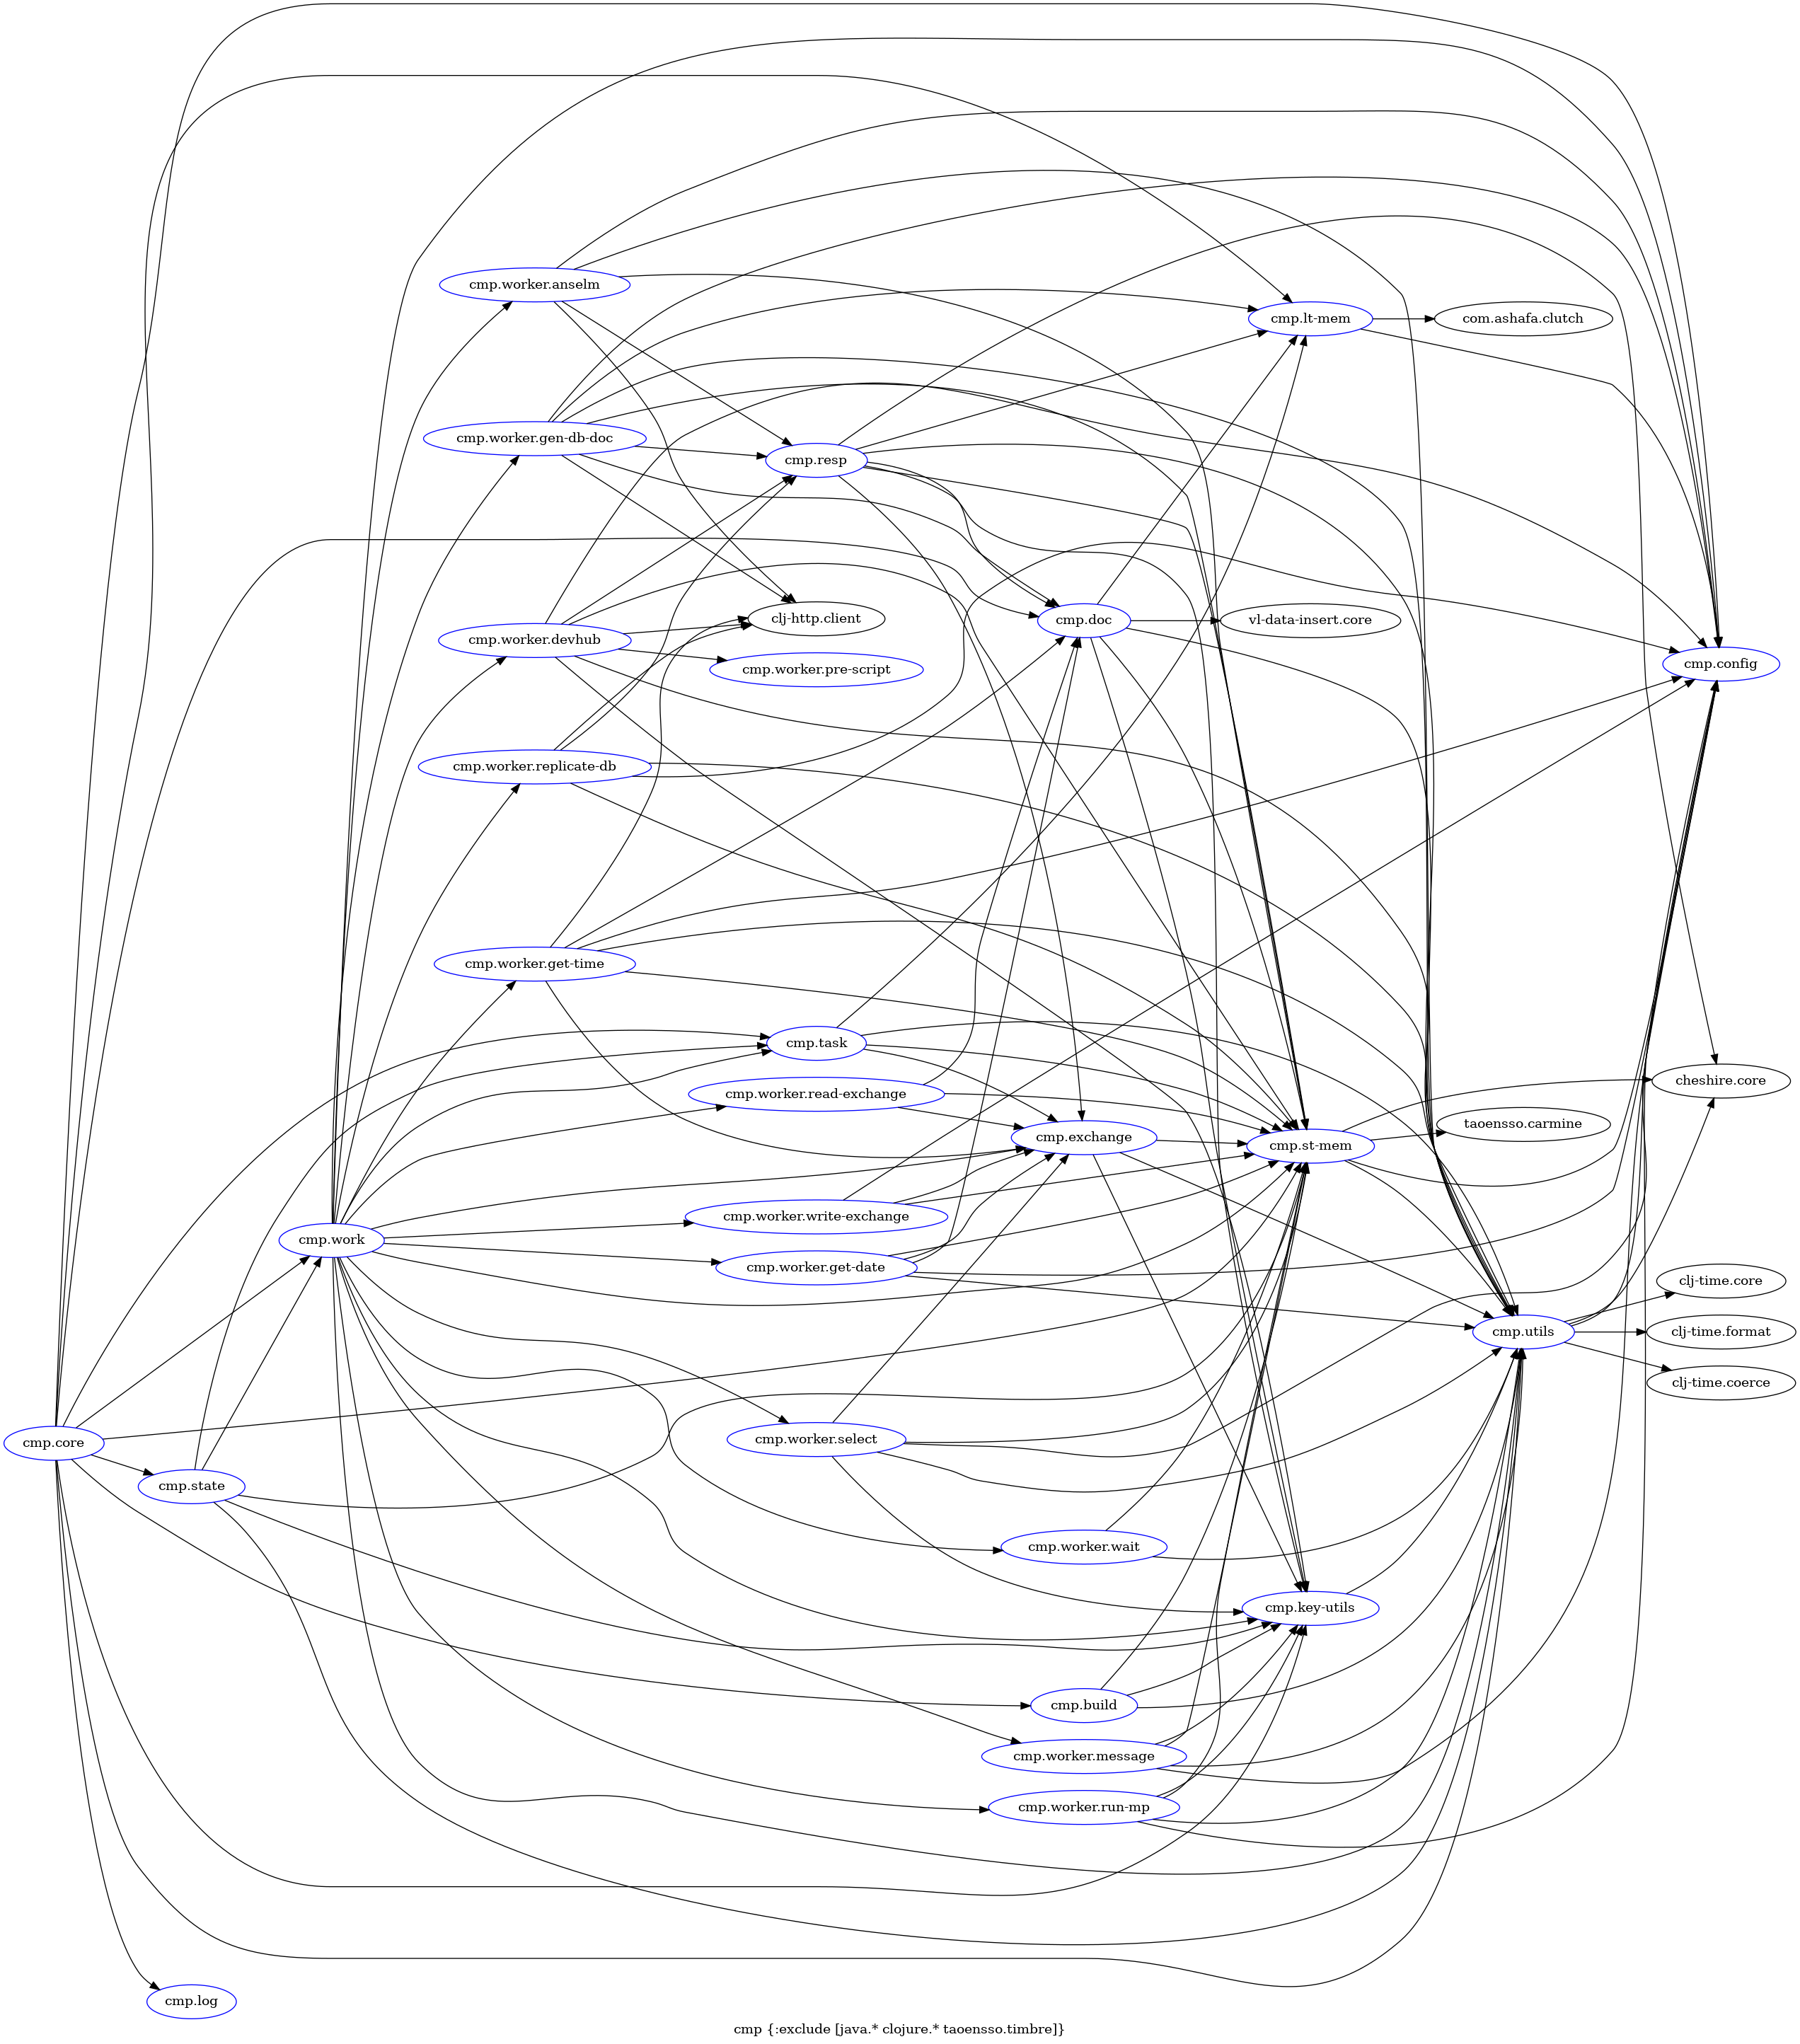 cmp.worker.anselm
cmp.lt-mem
com.ashafa.clutch
cmp.worker.gen-db-doc
cmp.resp
clj-http.client
cmp.doc
vl-data-insert.core
cmp.worker.devhub
cmp.worker.pre-script
cmp.config
cmp.worker.replicate-db
cmp.worker.get-time
cmp.task
cheshire.core
cmp.worker.read-exchange
taoensso.carmine
cmp.exchange
cmp.st-mem
cmp.worker.write-exchange
cmp.work
cmp.worker.get-date
clj-time.core
cmp.utils
clj-time.format
clj-time.coerce
cmp.core
cmp.worker.select
cmp.state
cmp.worker.wait
cmp.key-utils
cmp.build
cmp.worker.message
cmp.worker.run-mp
cmp.log
cmp {:exclude [java.* clojure.* taoensso.timbre]}